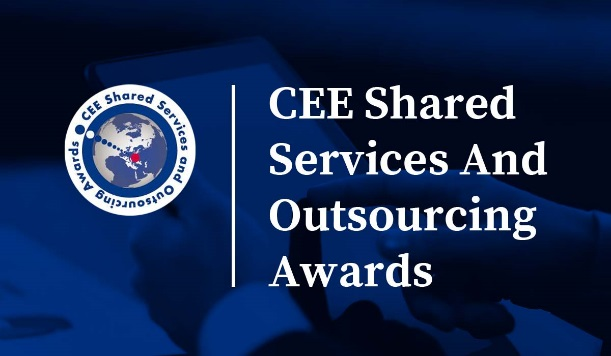 CEE Shared Services and Outsourcing Awards
CEE Shared
Services And
Outsourcing
Awards